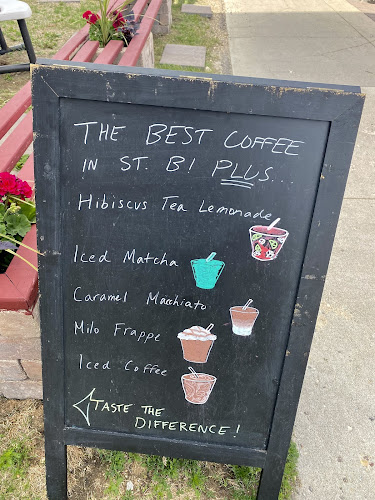 THE BEST COFFEE
IN ST. B! PLUS...
Hibiscus Tea Lemonade
Iced Matcha
Caramel Macchiato
Milo Frappe
Iced Coffee
TASTE THE
DIFFERENCE!